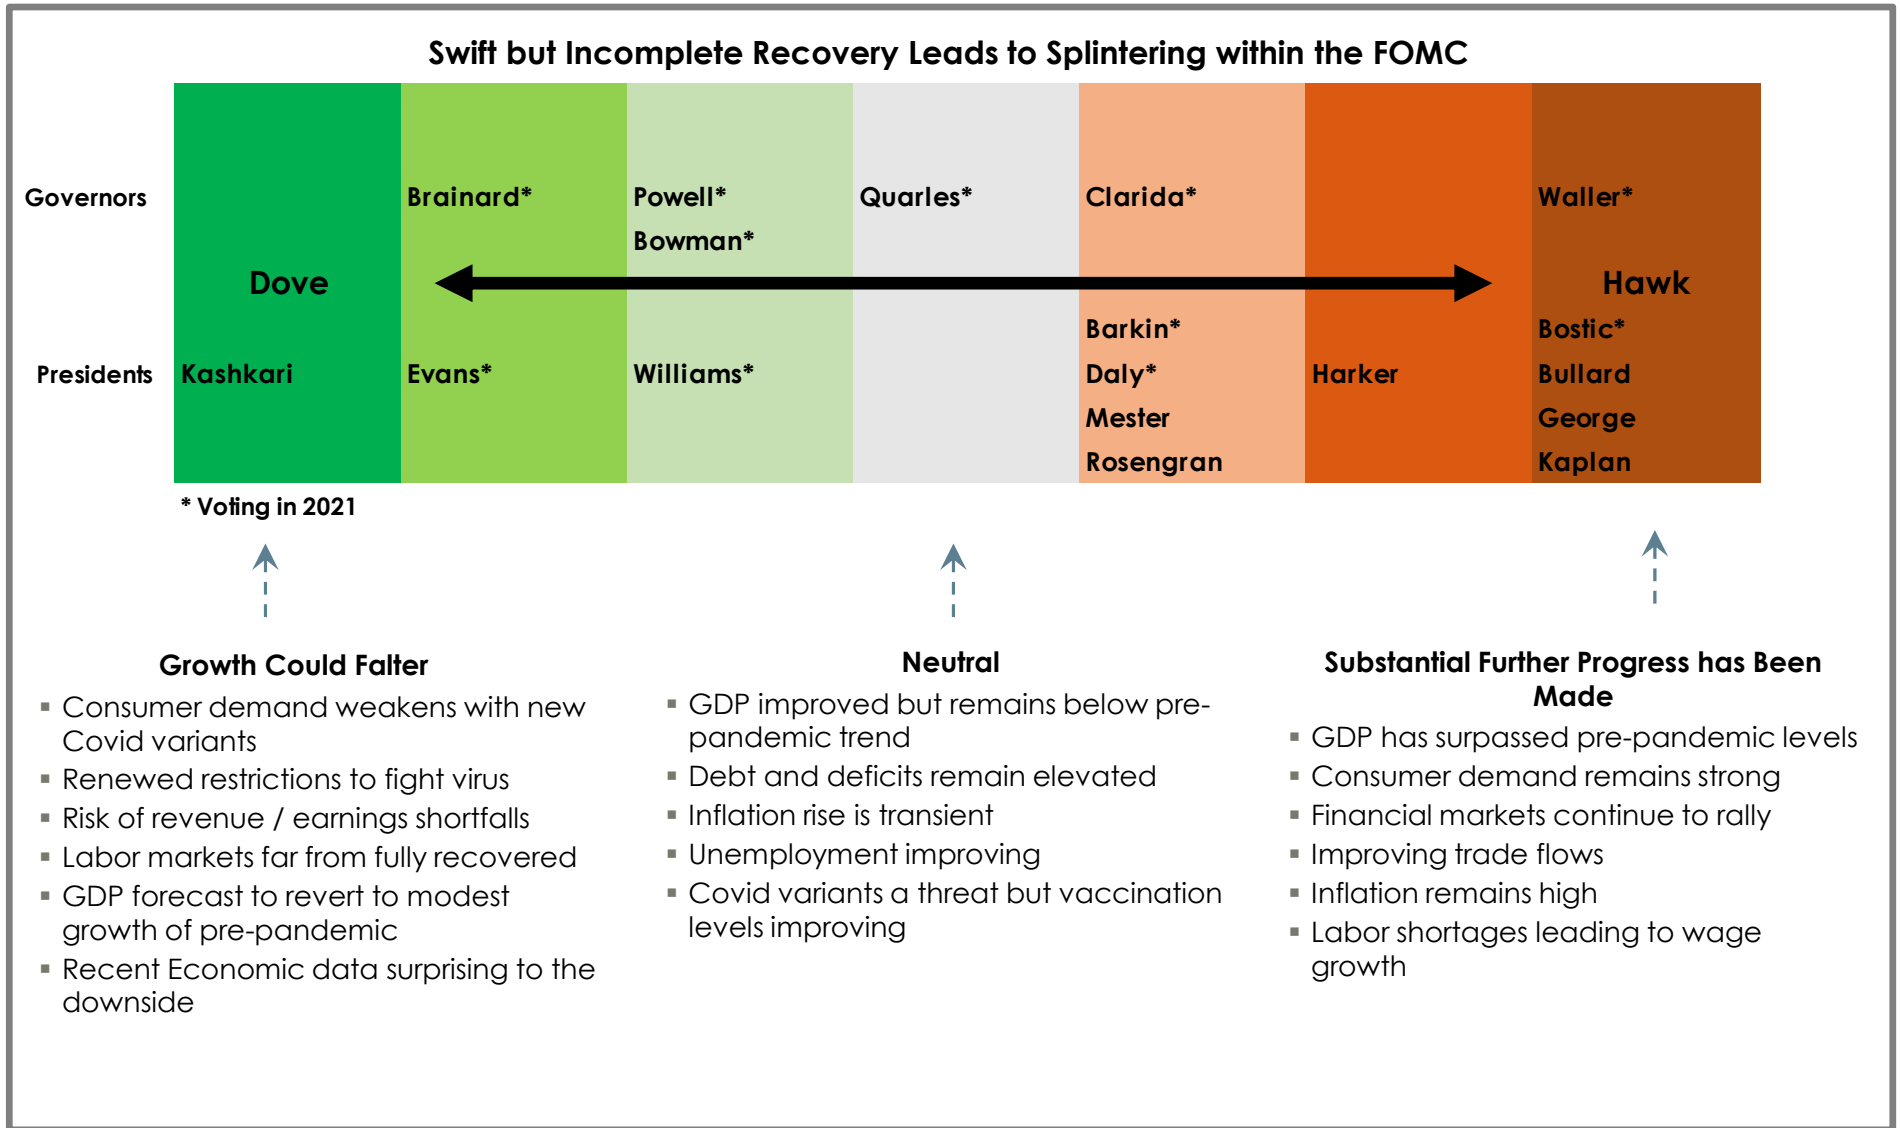 Swift but Incomplete Recovery Leads to Splintering within the FOMC
Governors
Brainard*
Powell*
Quarles*
Clarida*
Waller*
Bowman*
Dove
Hawk
Barkin*
Bostic*
Presidents
Kashkari
Evans*
Williams*
Daly*
Harker
Bullard
Mester
George
Rosengran
Kaplan
* Voting in 2021
Growth Could Falter
▪ Consumer demand weakens with new
Covid variants
▪ Renewed restrictions to fight virus
▪ Risk of revenue / earnings shortfalls
▪ Labor markets far from fully recovered
▪ GDP forecast to revert to modest
growth of pre-pandemic
▪ Recent Economic data surprising to the
downside
Neutral
▪ GDP improved but remains below pre-
pandemic trend
▪ Debt and deficits remain elevated
▪ Inflation rise is transient
▪ Unemployment improving
▪ Covid variants a threat but vaccination
levels improving
Substantial Further Progress has Been
Made
▪ GDP has surpassed pre-pandemic levels
▪ Consumer demand remains strong
▪ Financial markets continue to rally
▪ Improving trade flows
▪ Inflation remains high
▪ Labor shortages leading to wage
growth